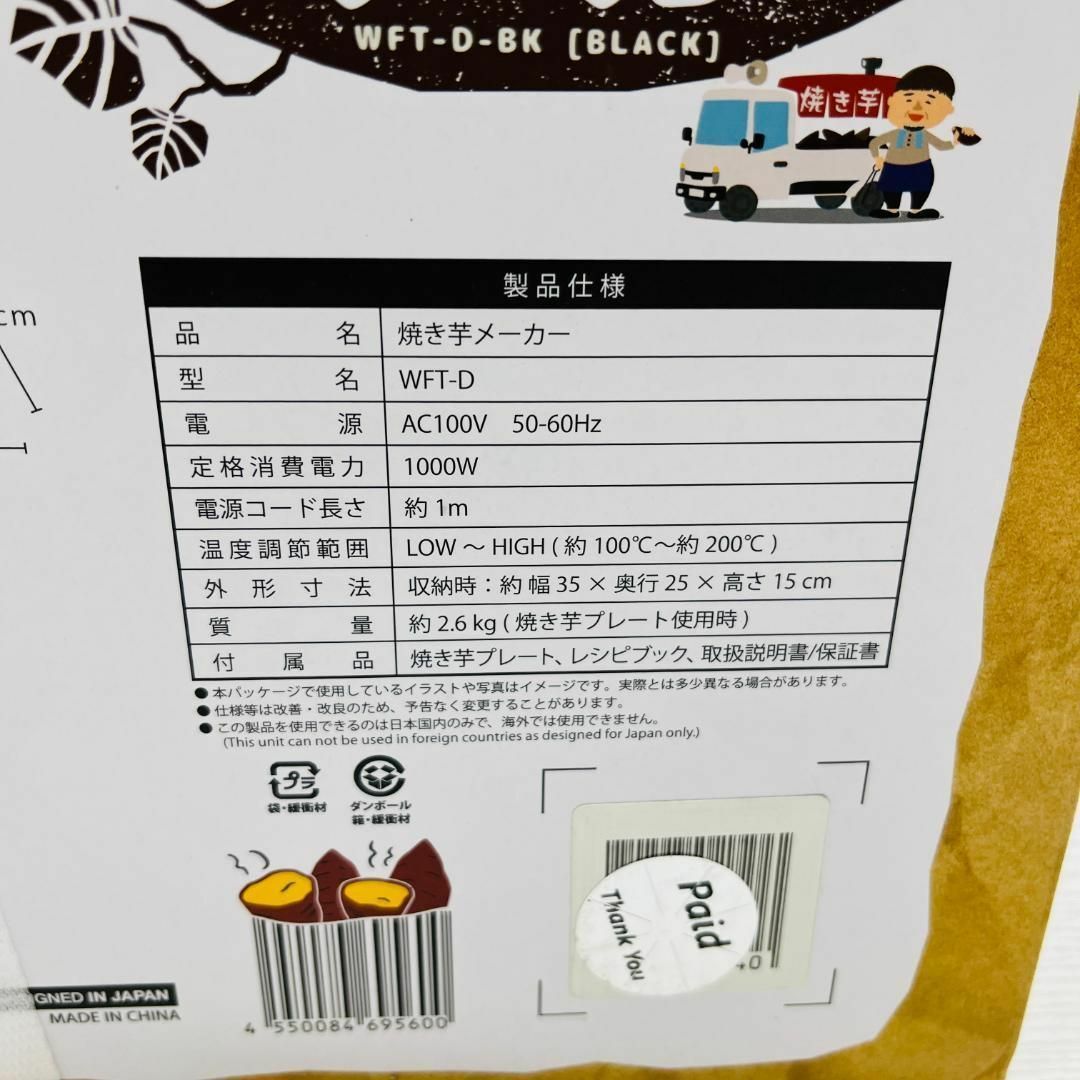 WFT-D-BK [BLACK]
焼き芋
cm
製品仕様
品名 焼き芋メーカー
型名 WFT-D
電源 AC100V 50-60Hz
定格消費電力 1000W
電源コード長さ 約1m
温度調節範囲 LOW ～ HIGH ( 約 100℃～約 200℃ )
外形寸法 収納時：約 幅 35 × 奥行 25 × 高さ 15 cm
質量 約 2.6 kg ( 焼き芋プレート使用時 )
付属品 焼き芋プレート、レシピブック、取扱説明書/保証書
●本パッケージで使用しているイラストや写真はイメージです。実際とは多少異なる場合があります。
●仕様等は改善・改良のため、予告なく変更することがあります。
●この製品を使用できるのは日本国内のみで、海外では使用できません。
(This unit can not be used in foreign countries as designed for Japan only.)
プラ
袋・緩衝材
ダンボール
箱・緩衝材
Paid
Thank You
40
GNED IN JAPAN
MADE IN CHINA
4 550084 695600